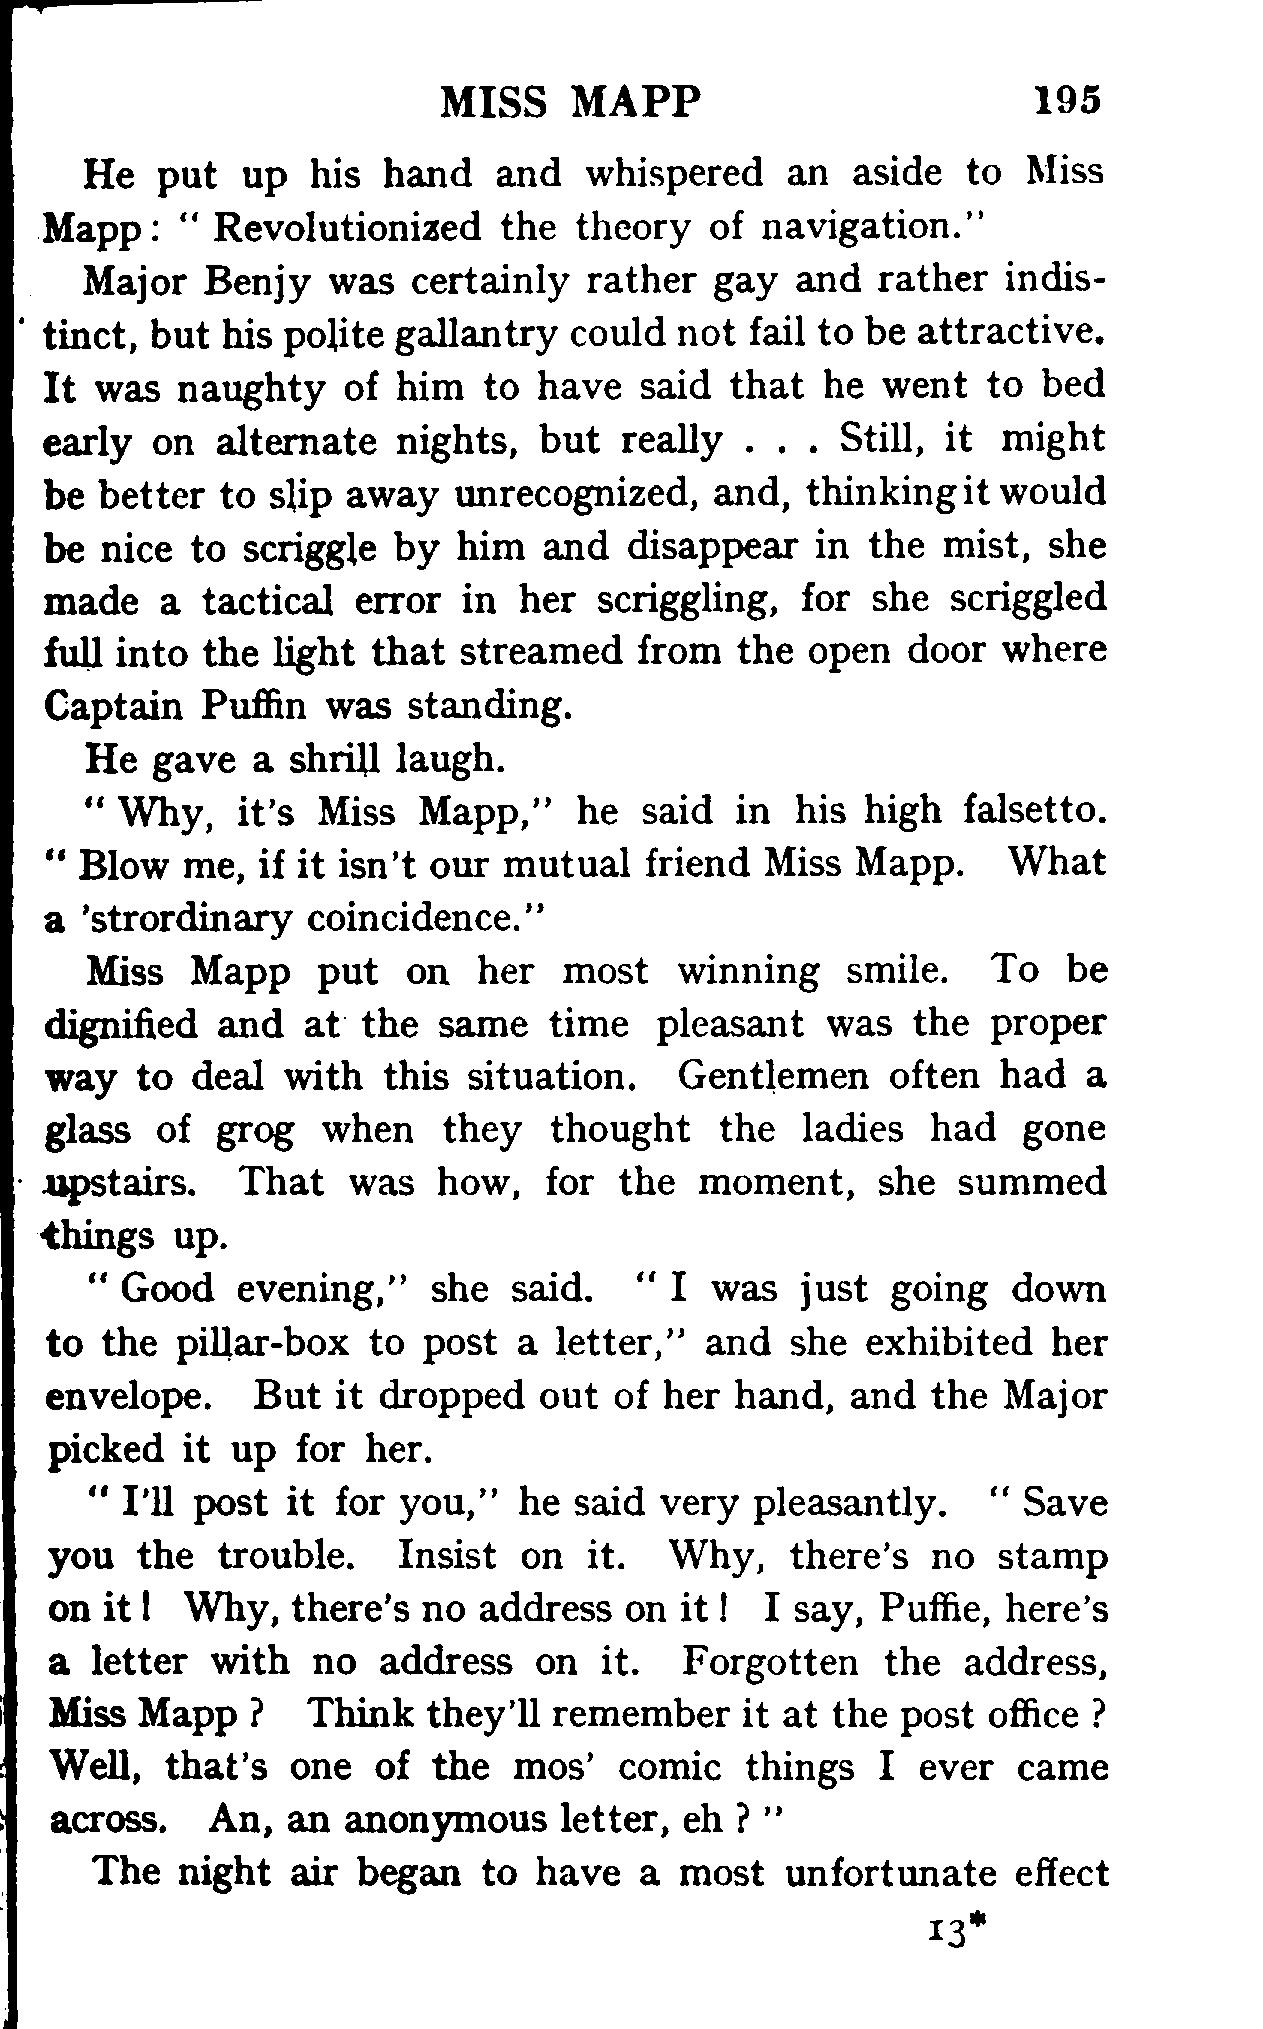 MISS MAPP 195
He put up his hand and whispered an aside to Miss
Mapp: " Revolutionized the theory of navigation."
Major Benjy was certainly rather gay and rather indis-
tinct, but his polite gallantry could not fail to be attractive.
It was naughty of him to have said that he went to bed
early on alternate nights, but really . . . Still, it might
be better to slip away unrecognized, and, thinking it would
be nice to scriggle by him and disappear in the mist, she
made a tactical error in her scriggling, for she scriggled
full into the light that streamed from the open door where
Captain Puffin was standing.
He gave a shrill laugh.
" Why, it's Miss Mapp," he said in his high falsetto.
" Blow me, if it isn't our mutual friend Miss Mapp. What
a 'strordinary coincidence."
Miss Mapp put on her most winning smile. To be
dignified and at the same time pleasant was the proper
way to deal with this situation. Gentlemen often had a
glass of grog when they thought the ladies had gone
upstairs. That was how, for the moment, she summed
things up.
" Good evening," she said. " I was just going down
to the pillar-box to post a letter," and she exhibited her
envelope. But it dropped out of her hand, and the Major
picked it up for her.
" I'll post it for you," he said very pleasantly. " Save
you the trouble. Insist on it. Why, there's no stamp
on it! Why, there's no address on it! I say, Puffie, here's
a letter with no address on it. Forgotten the address,
Miss Mapp ? Think they'll remember it at the post office ?
Well, that's one of the mos' comic things I ever came
across. An, an anonymous letter, eh ? "
The night air began to have a most unfortunate effect
13*